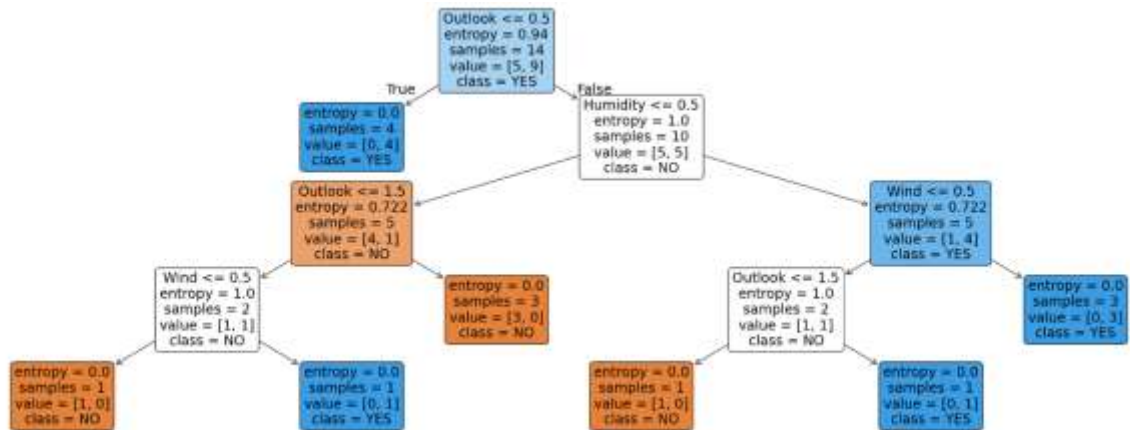 Outlook <= 0.5
entropy = 0.94
samples = 14
value = [5, 9]
class = YES
True
False
entropy = 0.0
samples = 4
value = [0, 4]
class = YES
Humidity <= 0.5
entropy = 1.0
samples = 10
value = [5, 5]
class = NO
Outlook <= 1.5
entropy = 0.722
samples = 5
value = [4, 1]
class = NO
Wind <= 0.5
entropy = 0.722
samples = 5
value = [1, 4]
class = YES
Wind <= 0.5
entropy = 1.0
samples = 2
value = [1, 1]
class = NO
entropy = 0.0
samples = 3
value = [3, 0]
class = NO
Outlook <= 1.5
entropy = 1.0
samples = 2
value = [1, 1]
class = NO
entropy = 0.0
samples = 3
value = [0, 3]
class = YES
entropy = 0.0
samples = 1
value = [1, 0]
class = NO
entropy = 0.0
samples = 1
value = [0, 1]
class = YES
entropy = 0.0
samples = 1
value = [1, 0]
class = NO
entropy = 0.0
samples = 1
value = [0, 1]
class = YES